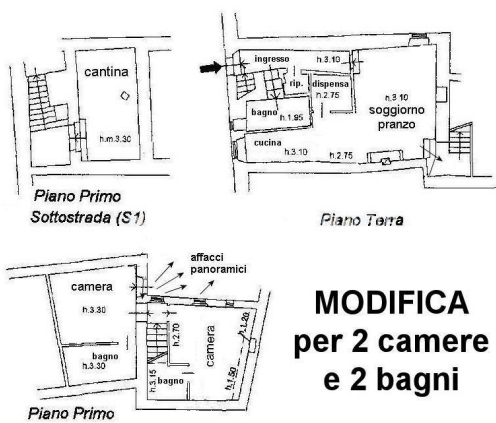 cantina
h.m.3.30
Piano Primo
Sottostrada (S1)
ingresso
h.3.10
rip.
dispensa
h.2.75
bagno
h.1.95
h.3.10
soggiorno
pranzo
cucina
h.3.10
h.2.75
Piano Terra
affacci
panoramici
camera
h.3.30
bagno
h.3.30
h.2.70
camera
h.1.20
h.1.50
h.3.15
bagno
Piano Primo
MODIFICA
per 2 camere
e 2 bagni